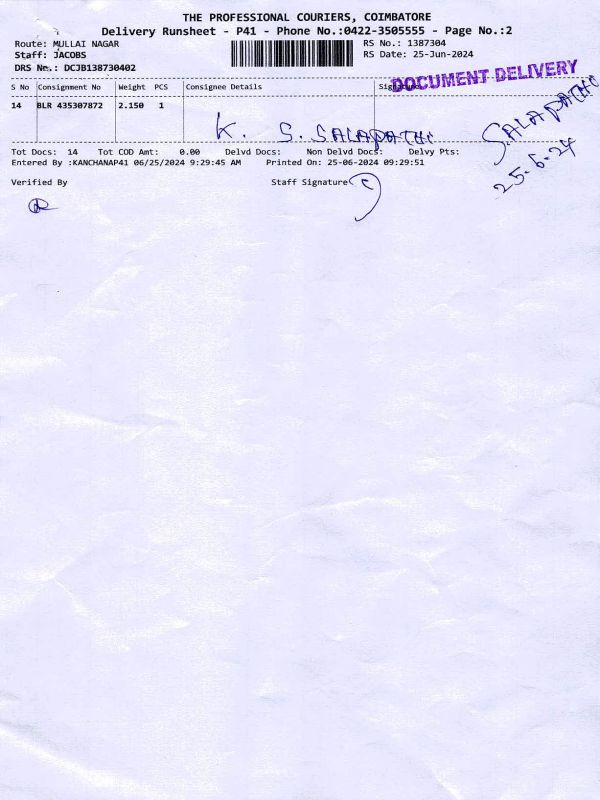 THE PROFESSIONAL COURIERS, COIMBATORE
Delivery Runsheet - P41 - Phone No.:0422-3505555 - Page No.:2
Route: MULLAI NAGAR
Staff: JACOBS
DRS No.: DCJB138730402
RS No.: 1387304
RS Date: 25-Jun-2024
DOCUMENT DELIVERY
S No Consignment No Weight PCS Consignee Details Signature
14 BLR 435307872 2.150 1
K. S. SALAPATHI
SALAPATHI
25-6-24
Tot Docs: 14 Tot COD Amt: 0.00 Delvd Docs: Non Delvd Docs: Delvy Pts:
Entered By :KANCHANAP41 06/25/2024 9:29:45 AM Printed On: 25-06-2024 09:29:51
Verified By Staff Signature